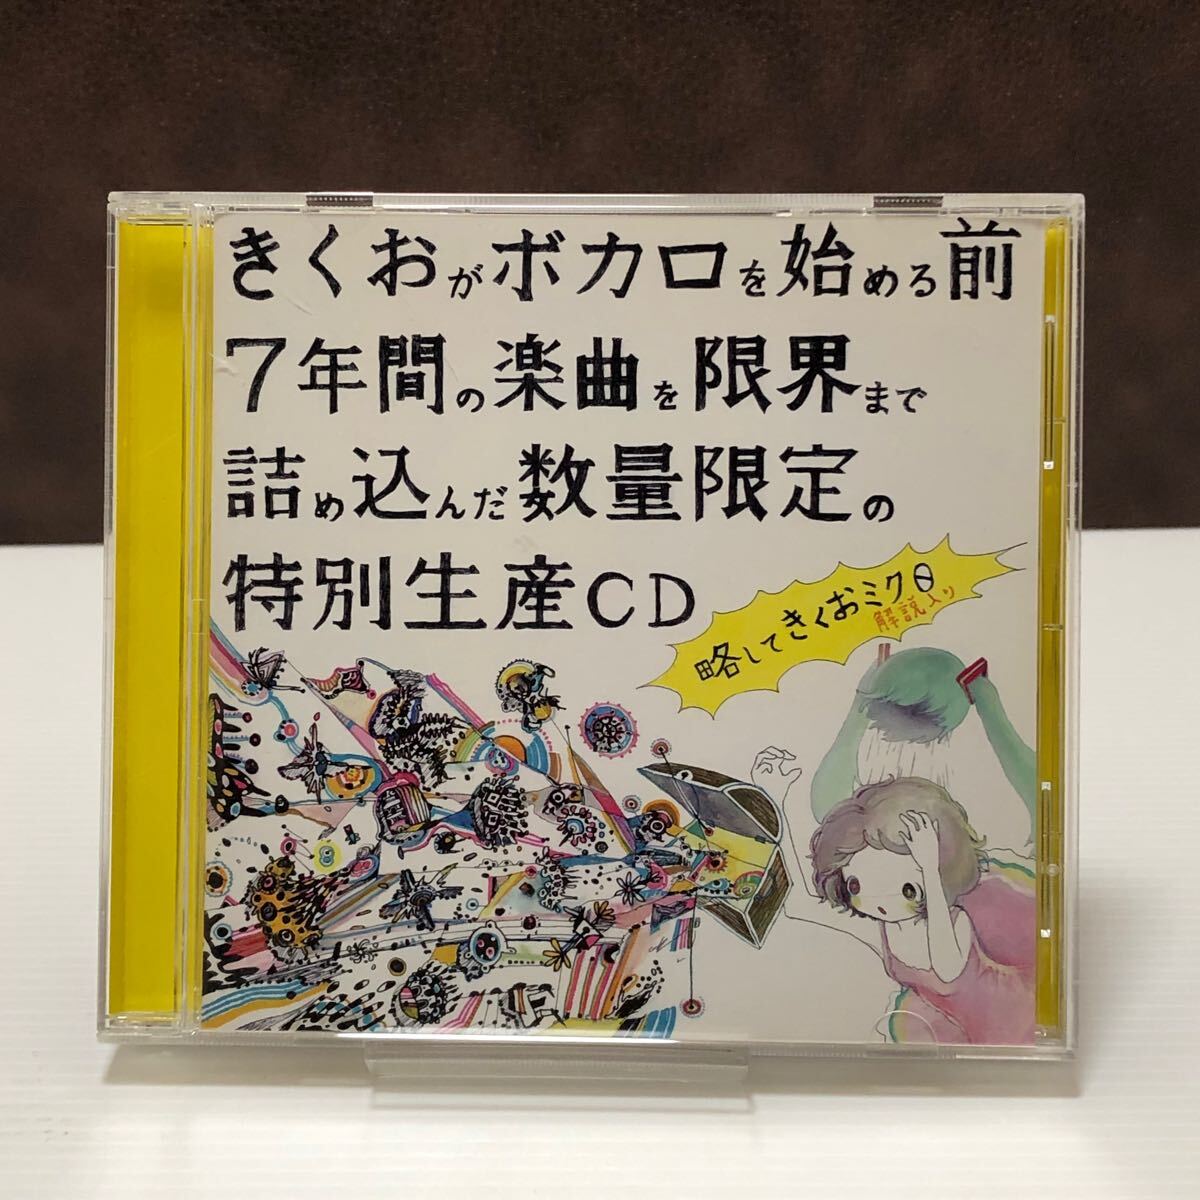 きくおがボカロを始める前
7年間の楽曲を限界まで
詰め込んだ数量限定の
特別生産CD
略してきくおミク0
解説入り